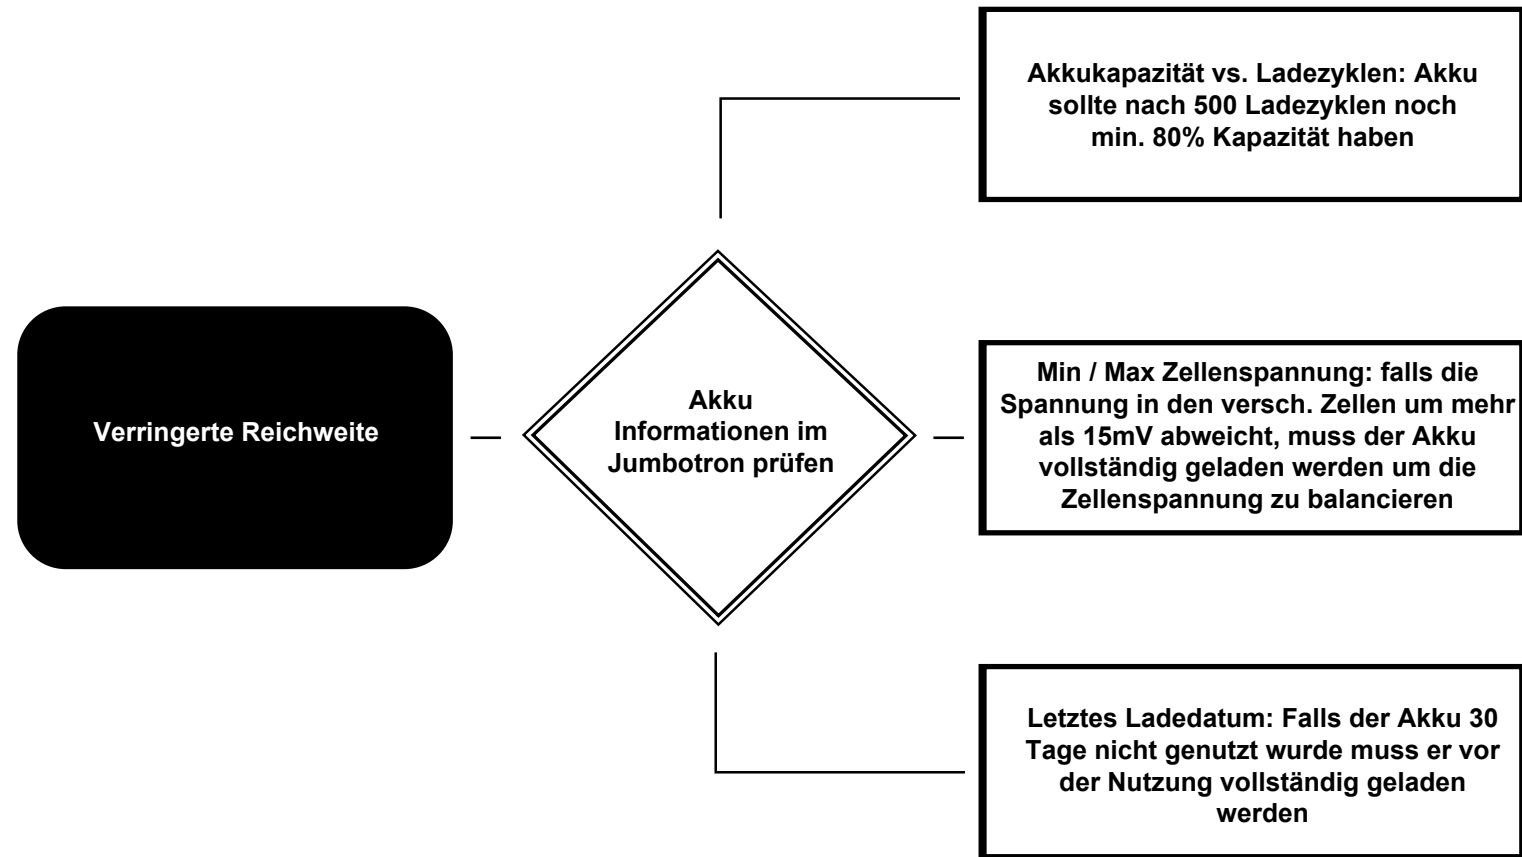 Akkukapazität vs. Ladezyklen: Akku
sollte nach 500 Ladezyklen noch
min. 80% Kapazität haben
Verringerte Reichweite
Akku
Informationen im
Jumbotron prüfen
Min / Max Zellenspannung: falls die
Spannung in den versch. Zellen um mehr
als 15mV abweicht, muss der Akku
vollständig geladen werden um die
Zellenspannung zu balancieren
Letztes Ladedatum: Falls der Akku 30
Tage nicht genutzt wurde muss er vor
der Nutzung vollständig geladen
werden